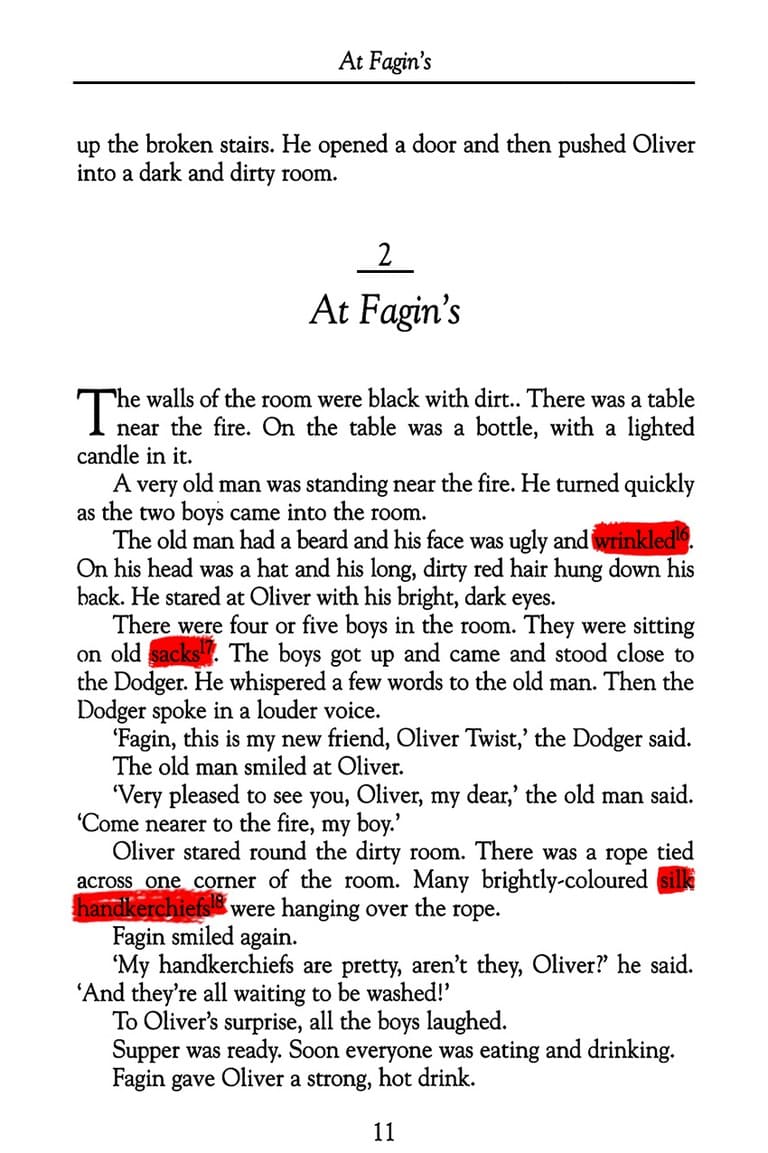 At Fagin's
up the broken stairs. He opened a door and then pushed Oliver
into a dark and dirty room.
2
At Fagin's
The walls of the room were black with dirt.. There was a table
near the fire. On the table was a bottle, with a lighted
candle in it.
A very old man was standing near the fire. He turned quickly
as the two boys came into the room.
The old man had a beard and his face was ugly and wrinkled¹⁶.
On his head was a hat and his long, dirty red hair hung down his
back. He stared at Oliver with his bright, dark eyes.
There were four or five boys in the room. They were sitting
on old sacks¹⁷. The boys got up and came and stood close to
the Dodger. He whispered a few words to the old man. Then the
Dodger spoke in a louder voice.
‘Fagin, this is my new friend, Oliver Twist,’ the Dodger said.
The old man smiled at Oliver.
‘Very pleased to see you, Oliver, my dear,’ the old man said.
‘Come nearer to the fire, my boy.’
Oliver stared round the dirty room. There was a rope tied
across one corner of the room. Many brightly-coloured silk
handkerchiefs¹⁸ were hanging over the rope.
Fagin smiled again.
‘My handkerchiefs are pretty, aren’t they, Oliver?’ he said.
‘And they’re all waiting to be washed!’
To Oliver’s surprise, all the boys laughed.
Supper was ready. Soon everyone was eating and drinking.
Fagin gave Oliver a strong, hot drink.
11